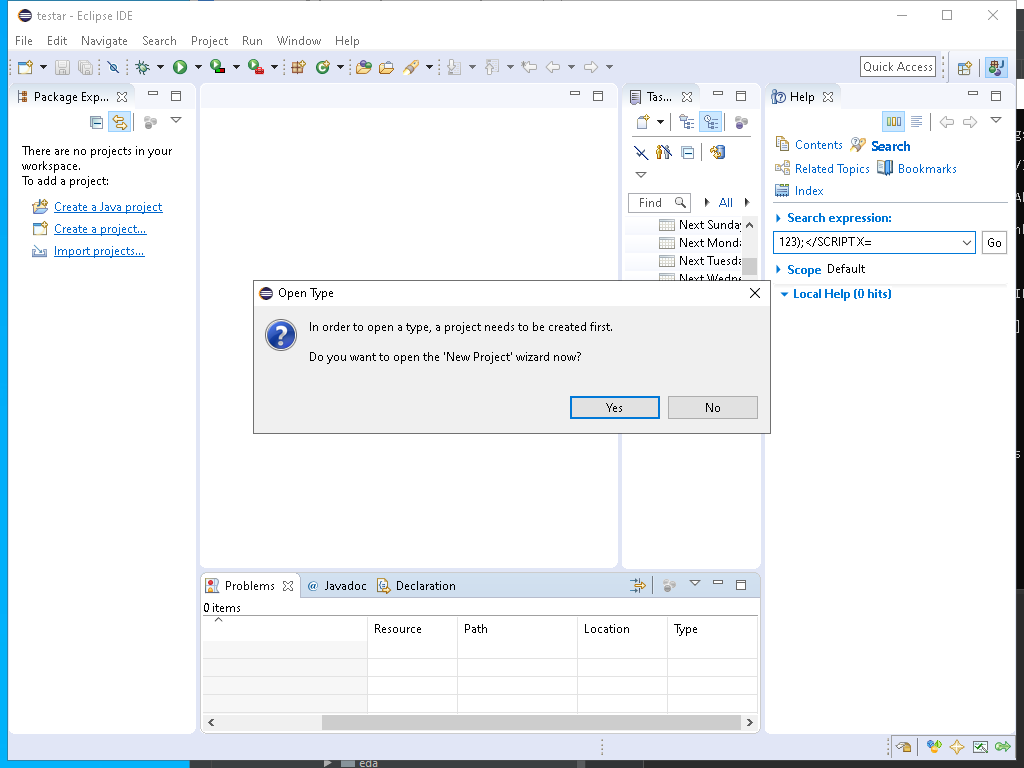 testar - Eclipse IDE
File Edit Navigate Search Project Run Window Help
Quick Access
Package Exp...
There are no projects in your
workspace.
To add a project:
Create a Java project
Create a project...
Import projects...
Tas...
Find
All
Next Sunday
Next Monda
Next Tuesda
Next Wedne
Help
Contents Search
Related Topics Bookmarks
Index
Search expression:
123);</SCRIPT X=
Go
Scope Default
Local Help (0 hits)
Open Type
In order to open a type, a project needs to be created first.
Do you want to open the 'New Project' wizard now?
Yes No
Problems @ Javadoc Declaration
0 items
Resource Path Location Type
eda